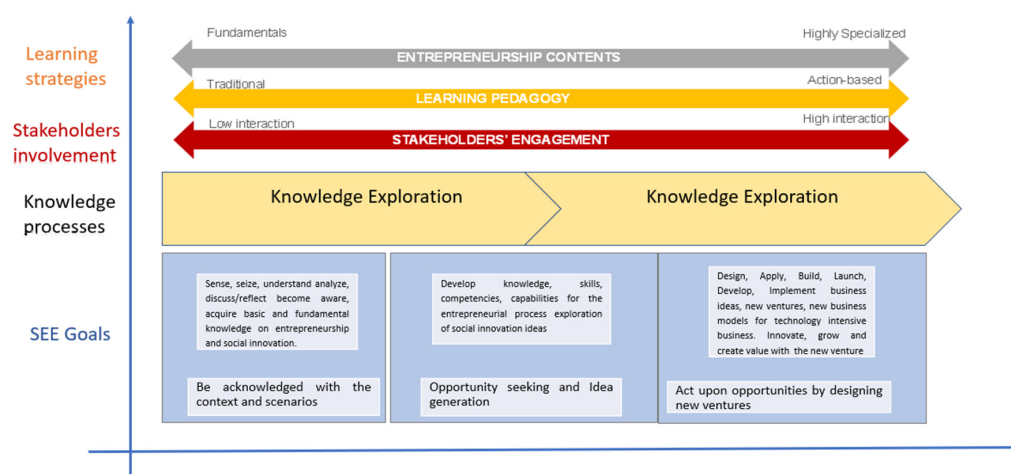 Learning
strategies
Fundamentals
Highly Specialized
ENTREPRENEURSHIP CONTENTS
Traditional
Action-based
LEARNING PEDAGOGY
Stakeholders
involvement
Low interaction
High interaction
STAKEHOLDERS' ENGAGEMENT
Knowledge
processes
Knowledge Exploration
Knowledge Exploration
SEE Goals
Sense, seize, understand analyze,
discuss/reflect become aware,
acquire basic and fundamental
knowledge on entrepreneurship
and social innovation.
Be acknowledged with the
context and scenarios
Develop knowledge, skills,
competencies, capabilities for the
entrepreneurial process exploration
of social innovation ideas
Opportunity seeking and Idea
generation
Design, Apply, Build, Launch,
Develop, Implement business
ideas, new ventures, new business
models for technology intensive
business. Innovate, grow and
create value with the new venture
Act upon opportunities by designing
new ventures